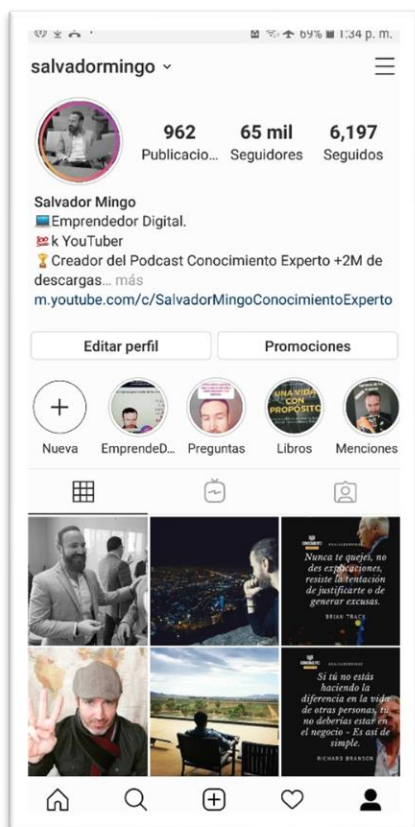 69% 1:34 p. m.
salvadormingo
962 65 mil 6,197
Publicacio... Seguidores Seguidos
Salvador Mingo
Emprendedor Digital.
💯 k YouTuber
Creador del Podcast Conocimiento Experto +2M de
descargas... más
m.youtube.com/c/SalvadorMingoConocimientoExperto
Editar perfil Promociones
UNA VIDA
CON
PROPÓSITO
Nueva EmprendeD... Preguntas Libros Menciones
Nunca te quejes, no
des explicaciones,
resiste la tentación
de justificarte o de
generar excusas.
BRIAN TRACY
Si tú no estás
haciendo la
diferencia en la vida
de otras personas, tú
no deberías estar en
el negocio - Es así de
simple.
RICHARD BRANSON